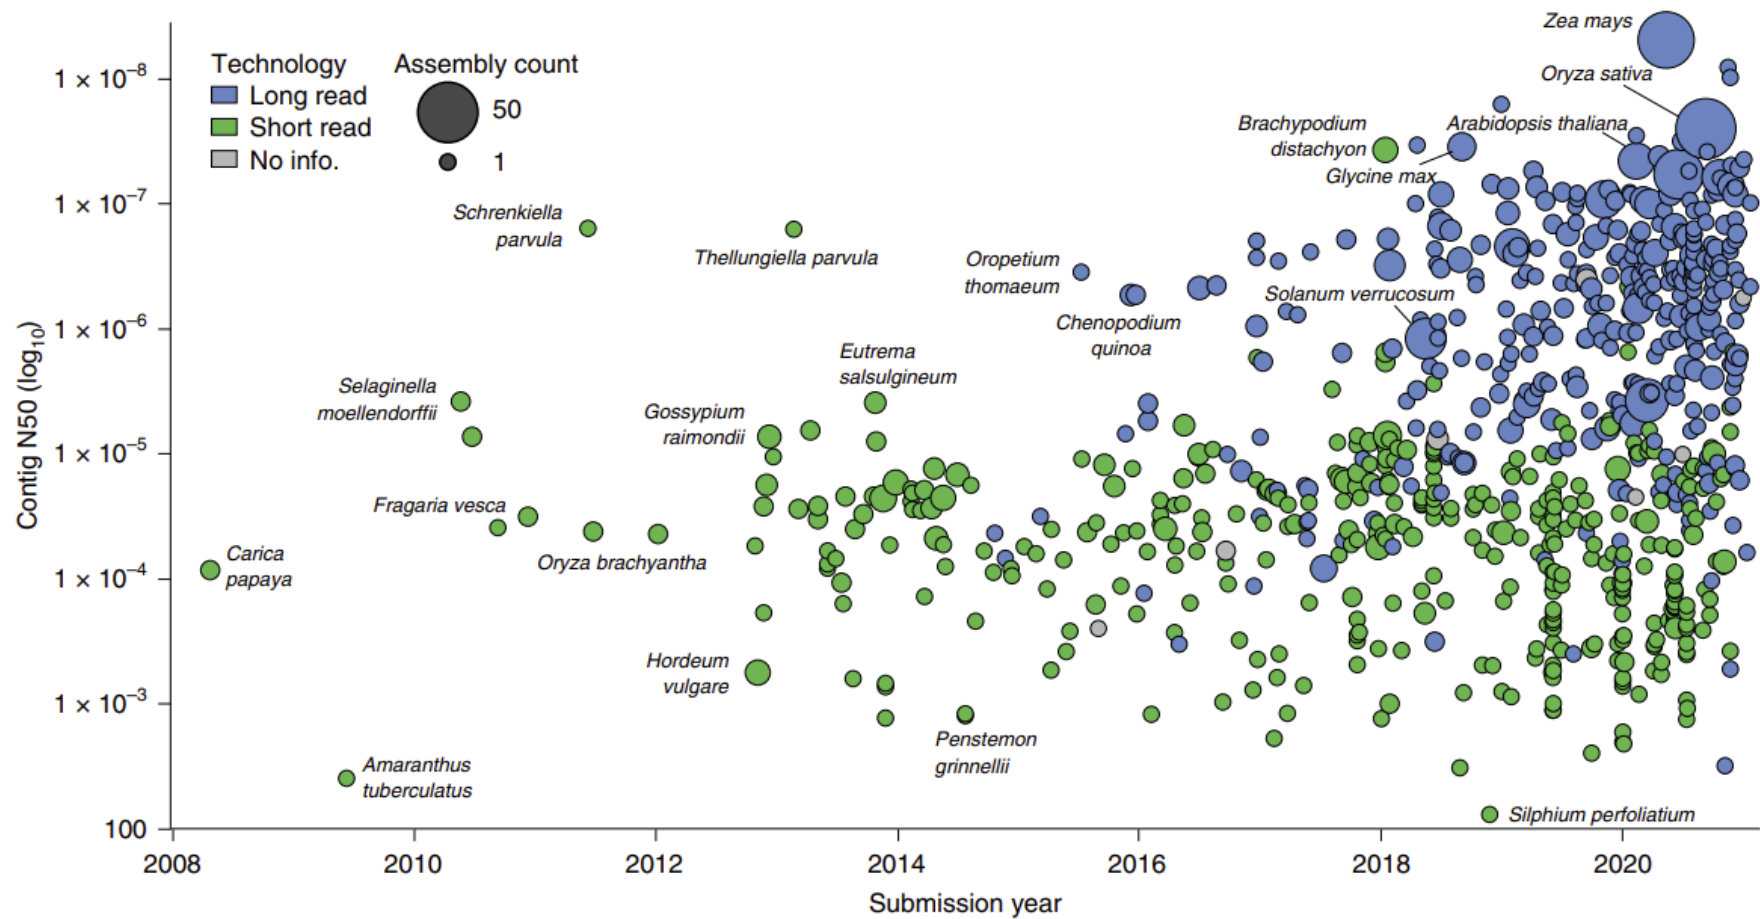 Technology
Assembly count
Long read
Short read
No info.
50
1
Zea mays
Oryza sativa
Arabidopsis thaliana
Brachypodium
distachyon
Glycine max
Schrenkiella
parvula
Thellungiella parvula
Oropetium
thomaeum
Chenopodium
quinoa
Solanum verrucosum
Eutrema
salsulgineum
Selaginella
moellendorffii
Gossypium
raimondii
Fragaria vesca
Oryza brachyantha
Carica
papaya
Hordeum
vulgare
Penstemon
grinnellii
Amaranthus
tuberculatus
Silphium perfoliatium
Contig N50 (log₁₀)
1 × 10⁻⁸
1 × 10⁻⁷
1 × 10⁻⁶
1 × 10⁻⁵
1 × 10⁻⁴
1 × 10⁻³
100
2008 2010 2012 2014 2016 2018 2020
Submission year